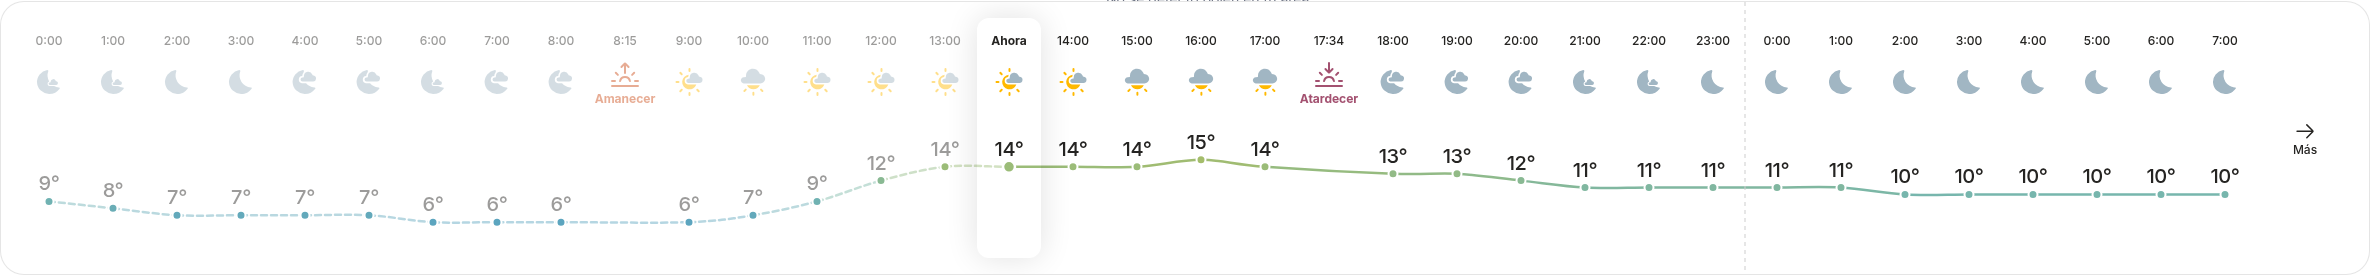 0:00 1:00 2:00 3:00 4:00 5:00 6:00 7:00 8:00 8:15 9:00 10:00 11:00 12:00 13:00 Ahora 14:00 15:00 16:00 17:00 17:34 18:00 19:00 20:00 21:00 22:00 23:00 0:00 1:00 2:00 3:00 4:00 5:00 6:00 7:00
Amanecer Atardecer
9° 8° 7° 7° 7° 7° 6° 6° 6° 6° 7° 9° 12° 14° 14° 14° 14° 15° 14° 13° 13° 12° 11° 11° 11° 11° 11° 10° 10° 10° 10° 10° 10°
Más